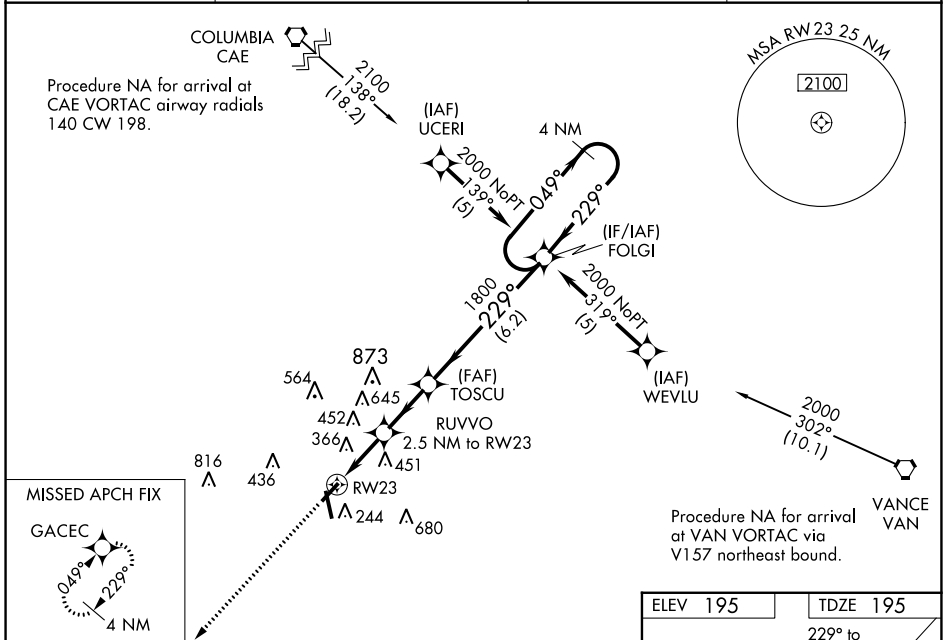 COLUMBIA
CAE
Procedure NA for arrival at
CAE VORTAC airway radials
140 CW 198.
2100
138°
(18.2)
(IAF)
UCERI
2000 NoPT
139°
(5)
4 NM
049°
229°
MSA RW23 25 NM
2100
(IF/IAF)
FOLGI
2000 NoPT
319°
(5)
1800
229°
(6.2)
(IAF)
WEVLU
2000
302°
(10.1)
VANCE
VAN
Procedure NA for arrival
at VAN VORTAC via
V157 northeast bound.
873
564
645
(FAF)
TOSCU
452
RUVVO
2.5 NM to RW23
366
451
816
436
RW23
244
680
MISSED APCH FIX
GACEC
049°
229°
4 NM
ELEV 195
TDZE 195
229° to